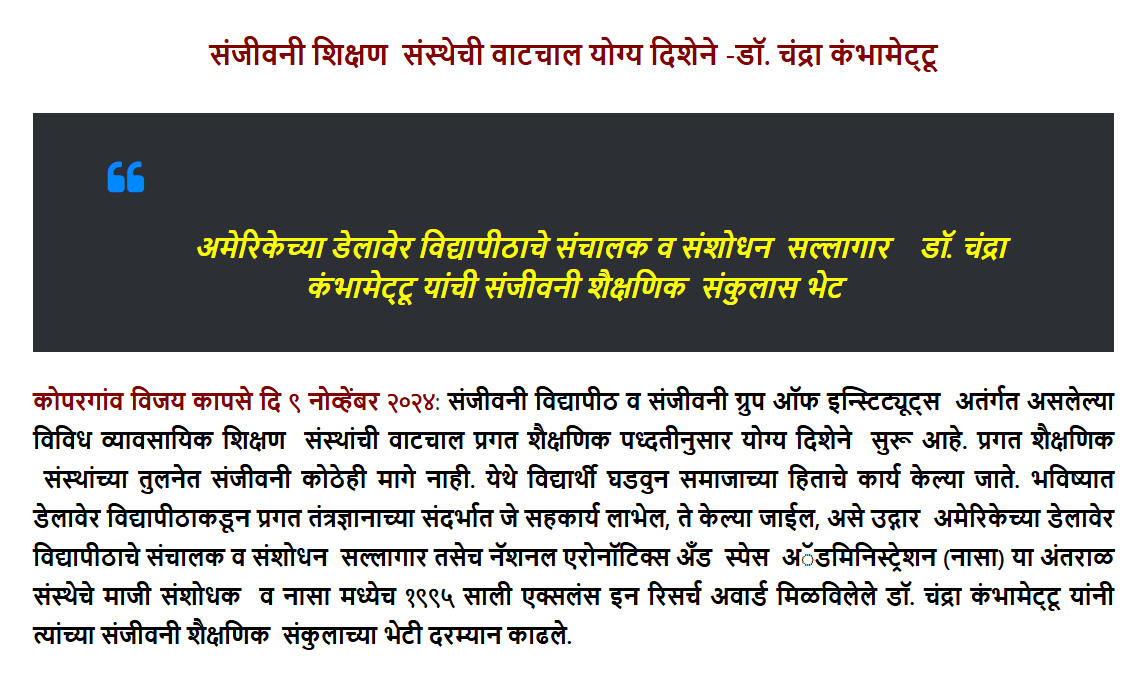 संजीवनी शिक्षण संस्थेची वाटचाल योग्य दिशेने -डॉ. चंद्रा कंभामेट्टू
अमेरिकेच्या डेलावेर विद्यापीठाचे संचालक व संशोधन सल्लागार डॉ. चंद्रा
कंभामेट्टू यांची संजीवनी शैक्षणिक संकुलास भेट
कोपरगांव विजय कापसे दि ९ नोव्हेंबर २०२४: संजीवनी विद्यापीठ व संजीवनी ग्रुप ऑफ इन्स्टिट्यूट्स अतंर्गत असलेल्या
विविध व्यावसायिक शिक्षण संस्थांची वाटचाल प्रगत शैक्षणिक पध्दतीनुसार योग्य दिशेने सुरू आहे. प्रगत शैक्षणिक
संस्थांच्या तुलनेत संजीवनी कोठेही मागे नाही. येथे विद्यार्थी घडवुन समाजाच्या हिताचे कार्य केल्या जाते. भविष्यात
डेलावेर विद्यापीठाकडून प्रगत तंत्रज्ञानाच्या संदर्भात जे सहकार्य लाभेल, ते केल्या जाईल, असे उद्गार अमेरिकेच्या डेलावेर
विद्यापीठाचे संचालक व संशोधन सल्लागार तसेच नॅशनल एरोनॉटिक्स अँड स्पेस अॅडमिनिस्ट्रेशन (नासा) या अंतराळ
संस्थेचे माजी संशोधक व नासा मध्येच १९९५ साली एक्सलंस इन रिसर्च अवार्ड मिळविलेले डॉ. चंद्रा कंभामेट्टू यांनी
त्यांच्या संजीवनी शैक्षणिक संकुलाच्या भेटी दरम्यान काढले.